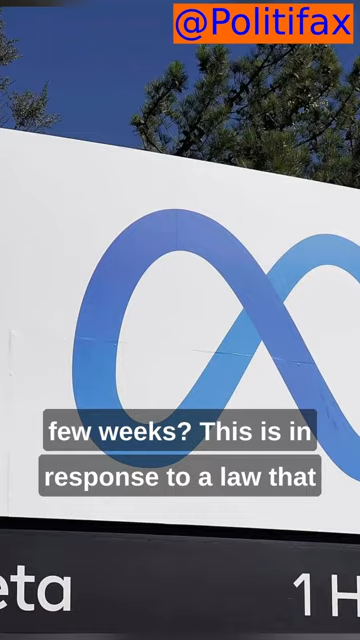 @Politifax
few weeks? This is in
response to a law that
eta
1 H